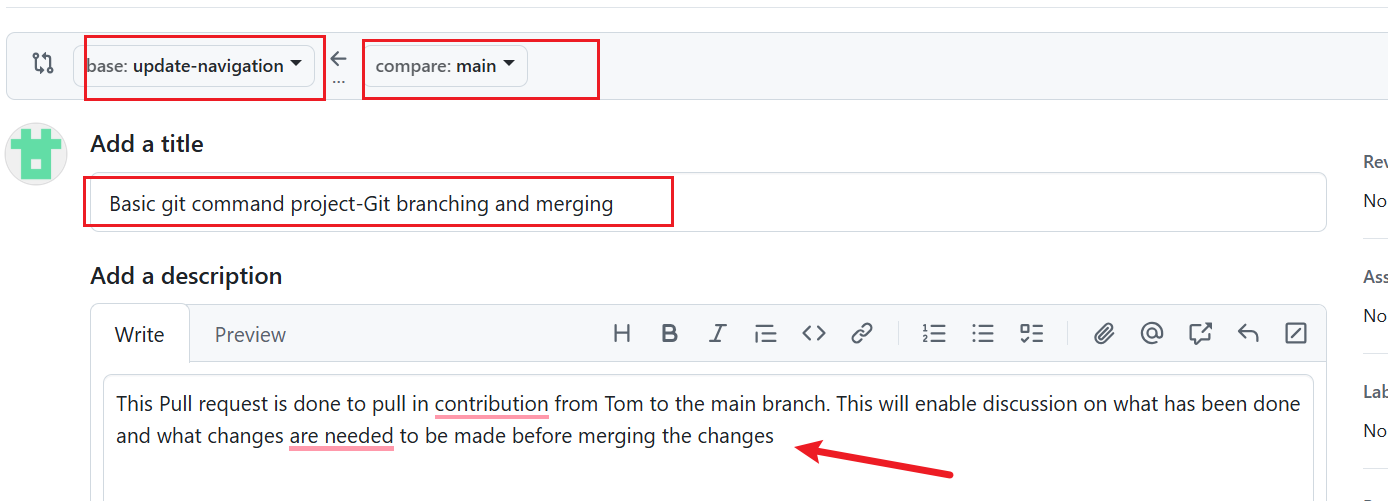 base: update-navigation
...
compare: main
Add a title
Basic git command project-Git branching and merging
Add a description
Write
Preview
This Pull request is done to pull in contribution from Tom to the main branch. This will enable discussion on what has been done
and what changes are needed to be made before merging the changes
No
No
No